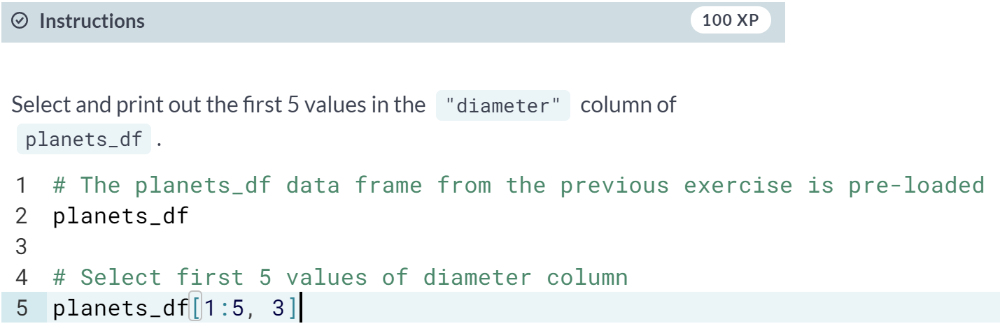 Instructions 100 XP
Select and print out the first 5 values in the "diameter" column of
planets_df .
1 # The planets_df data frame from the previous exercise is pre-loaded
2 planets_df
3
4 # Select first 5 values of diameter column
5 planets_df[1:5, 3]